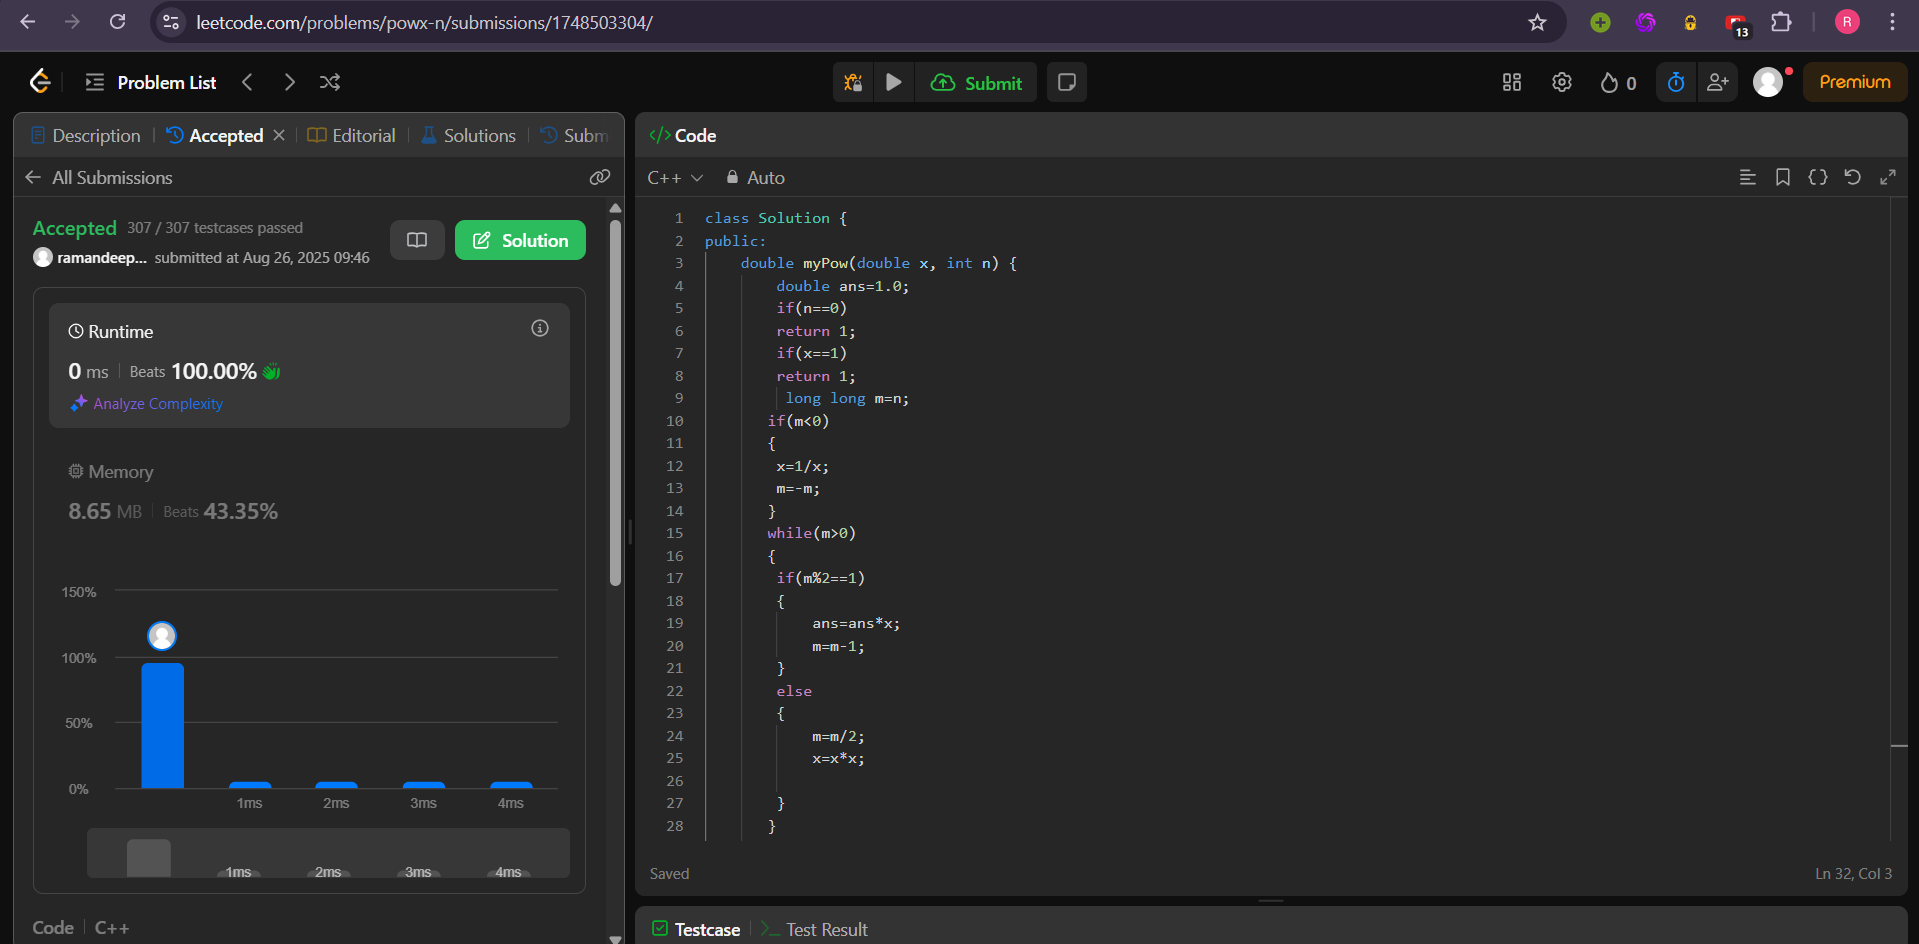 leetcode.com/problems/powx-n/submissions/1748503304/
13
R
Problem List
Submit
0
Premium
Description
Accepted
Editorial
Solutions
Subm
All Submissions
Accepted 307 / 307 testcases passed
ramandeep... submitted at Aug 26, 2025 09:46
Solution
Runtime
0 ms | Beats 100.00%
Analyze Complexity
Memory
8.65 MB | Beats 43.35%
150%
100%
50%
0%
1ms 2ms 3ms 4ms
1ms 2ms 3ms 4ms
Code | C++
</> Code
C++ Auto
1 class Solution {
2 public:
3 double myPow(double x, int n) {
4 double ans=1.0;
5 if(n==0)
6 return 1;
7 if(x==1)
8 return 1;
9 long long m=n;
10 if(m<0)
11 {
12 x=1/x;
13 m=-m;
14 }
15 while(m>0)
16 {
17 if(m%2==1)
18 {
19 ans=ans*x;
20 m=m-1;
21 }
22 else
23 {
24 m=m/2;
25 x=x*x;
26
27 }
28 }
Saved
Ln 32, Col 3
Testcase
Test Result